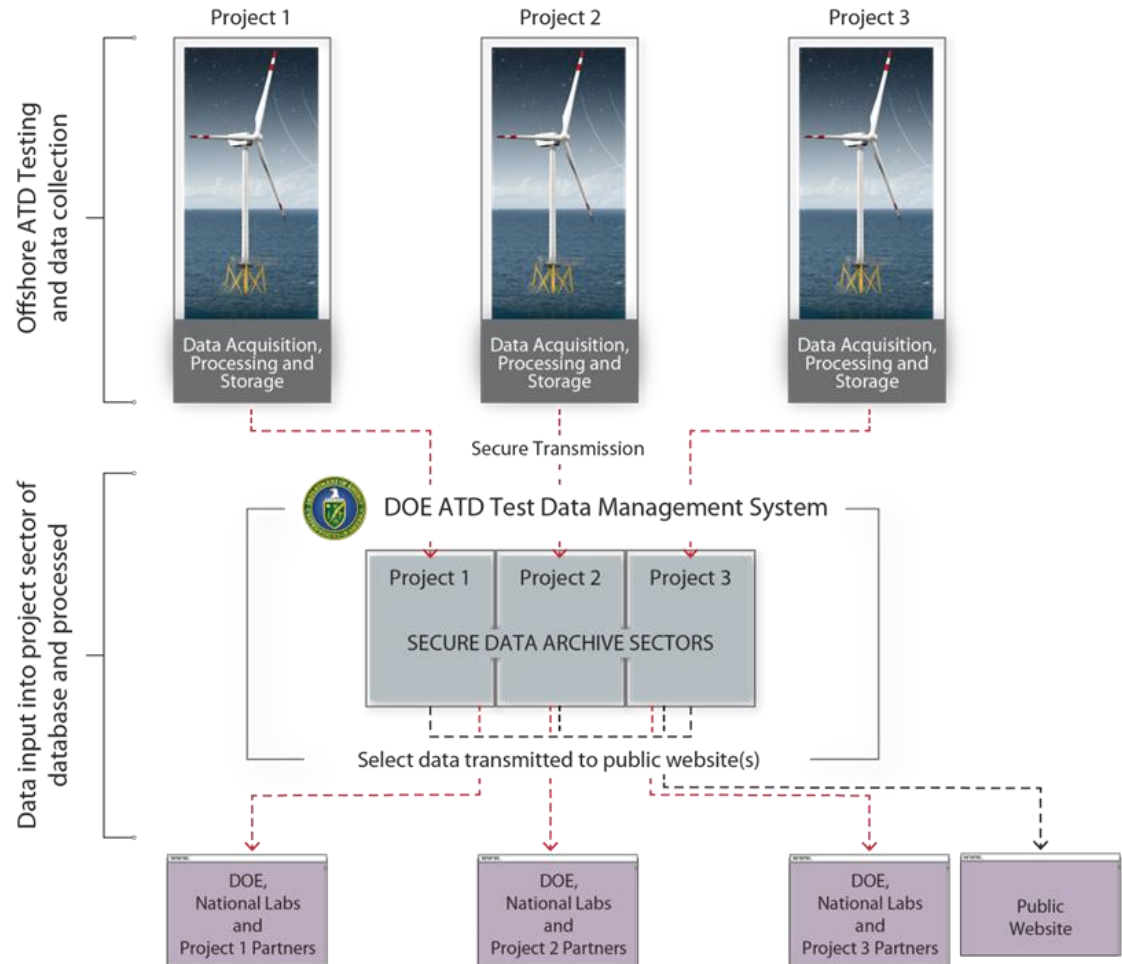 Project 1
Project 2
Project 3
Offshore ATD Testing
and data collection
Data Acquisition,
Processing and
Storage
Data Acquisition,
Processing and
Storage
Data Acquisition,
Processing and
Storage
Secure Transmission
Data input into project sector of
database and processed
DOE ATD Test Data Management System
Project 1
Project 2
Project 3
SECURE DATA ARCHIVE SECTORS
Select data transmitted to public website(s)
www.
DOE,
National Labs
and
Project 1 Partners
www.
DOE,
National Labs
and
Project 2 Partners
www.
DOE,
National Labs
and
Project 3 Partners
www.
Public
Website